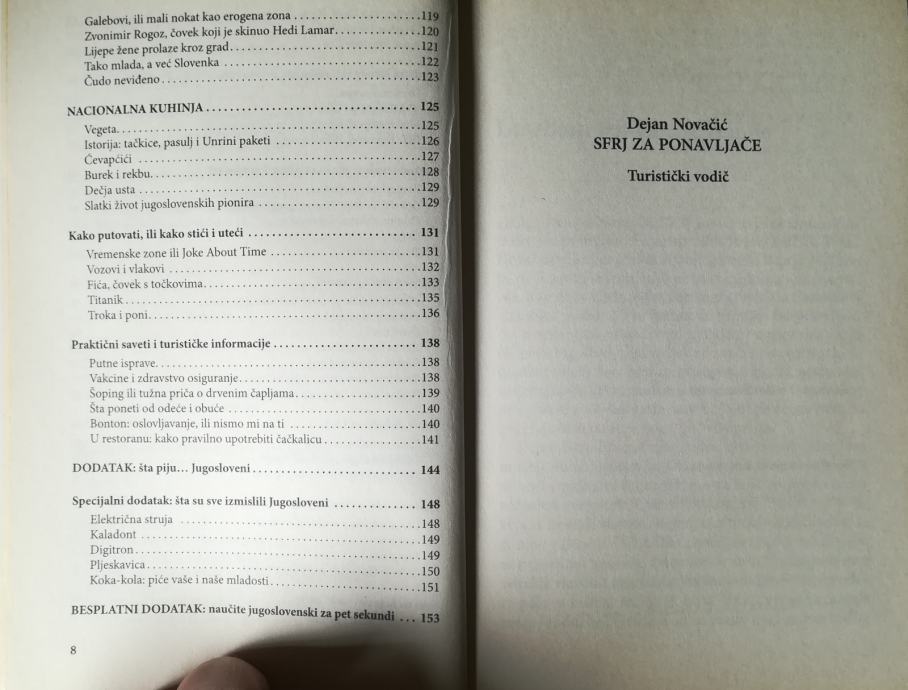 Galebovi, ili mali nokat kao erogena zona ........................119
Zvonimir Rogoz, čovek koji je skinuo Hedi Lamar................120
Lijepe žene prolaze kroz grad......................................121
Tako mlada, a već Slovenka ........................................122
Čudo neviđeno......................................................123
NACIONALNA KUHINJA........................................ 125
Vegeta.............................................................125
Istorija: tačkice, pasulj i Unrini paketi ............................126
Ćevapčići ..........................................................127
Burek i rekbu......................................................128
Dečja usta .........................................................129
Slatki život jugoslovenskih pionira ................................129
Kako putovati, ili kako stići i uteći ................................ 131
Vremenske zone ili Joke About Time ..............................131
Vozovi i vlakovi ...................................................132
Fića, čovek s točkovima............................................133
Titanik.............................................................135
Troka i poni........................................................136
Praktični saveti i turističke informacije ........................... 138
Putne isprave......................................................138
Vakcine i zdravstvo osiguranje.....................................138
Šoping ili tužna priča o drvenim čapljama.........................139
Šta poneti od odeće i obuće .......................................140
Bonton: oslovljavanje, ili nismo mi na ti ..........................140
U restoranu: kako pravilno upotrebiti čačkalicu...................141
DODATAK: šta piju... Jugosloveni............................... 144
Specijalni dodatak: šta su sve izmislili Jugosloveni ................ 148
Električna struja ..................................................148
Kaladont ..........................................................149
Digitron............................................................149
Pljeskavica.........................................................150
Koka-kola: piće vaše i naše mladosti...............................151
BESPLATNI DODATAK: naučite jugoslovenski za pet sekundi ... 153
8
Dejan Novačić
SFRJ ZA PONAVLJAČE
Turistički vodič